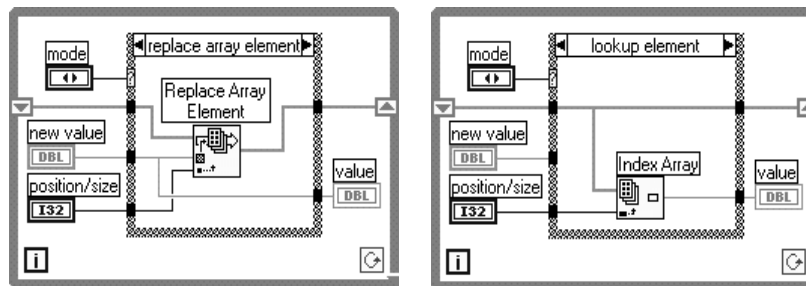 replace array element
mode
Replace Array
Element
new value
DBL
position/size
I32
value
DBL
i
lookup element
mode
new value
DBL
position/size
I32
Index Array
value
DBL
i